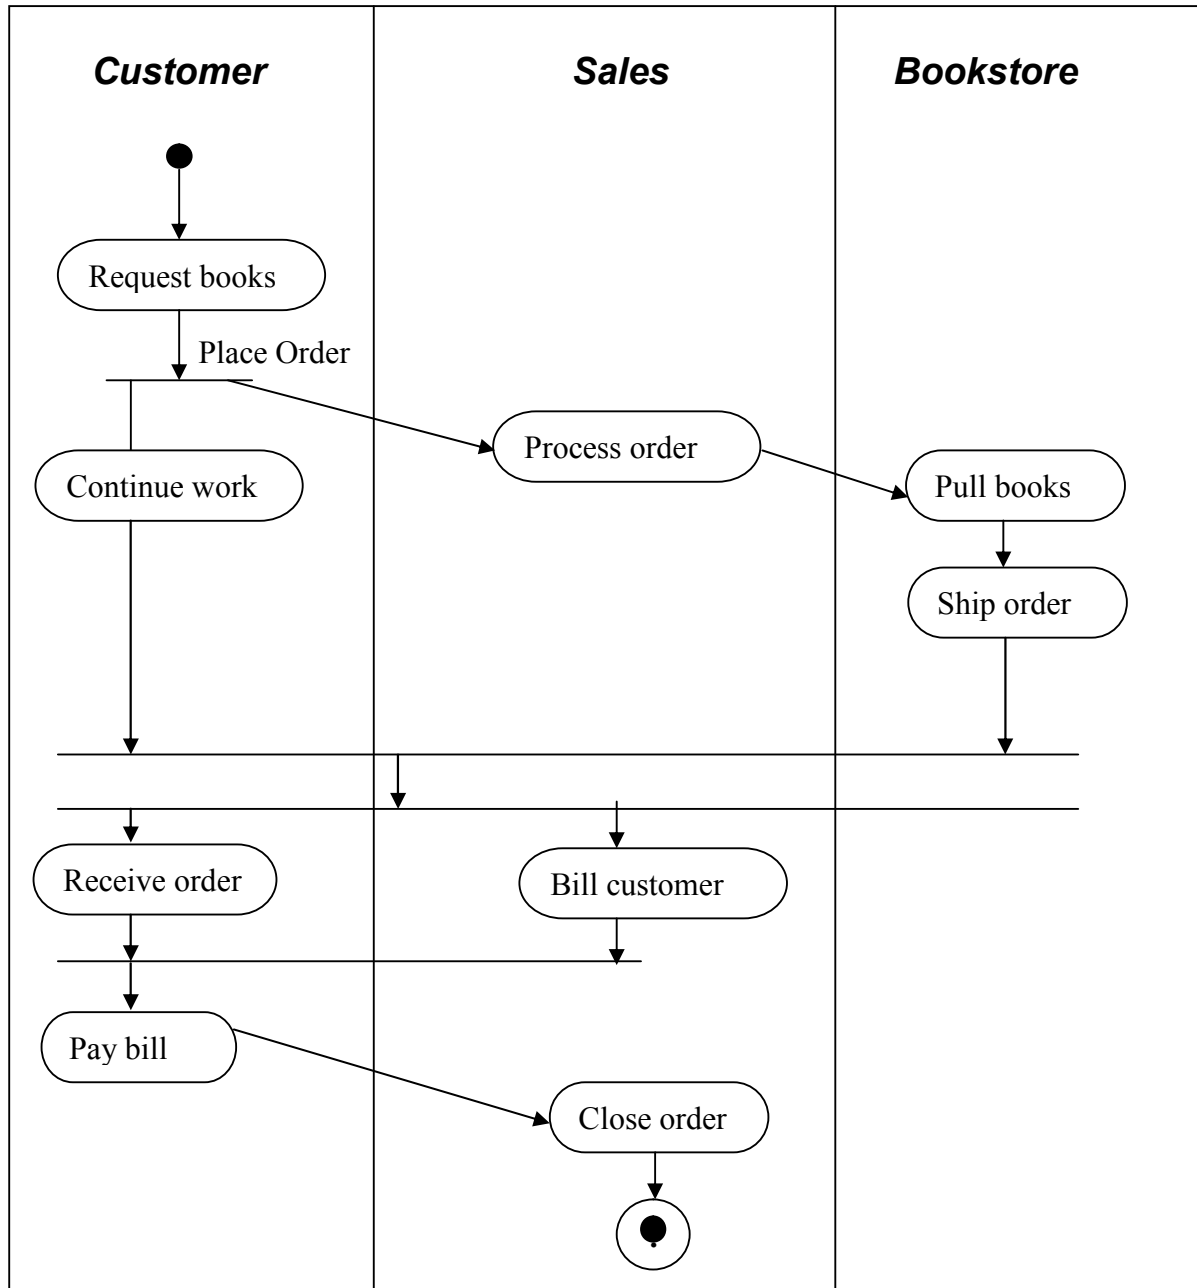 Customer
Sales
Bookstore
Request books
Place Order
Process order
Continue work
Pull books
Ship order
Receive order
Bill customer
Pay bill
Close order